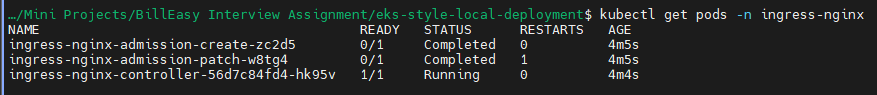 …/Mini Projects/BillEasy Interview Assignment/eks-style-local-deployment$ kubectl get pods -n ingress-nginx
NAME READY STATUS RESTARTS AGE
ingress-nginx-admission-create-zc2d5 0/1 Completed 0 4m5s
ingress-nginx-admission-patch-w8tg4 0/1 Completed 1 4m5s
ingress-nginx-controller-56d7c84fd4-hk95v 1/1 Running 0 4m4s